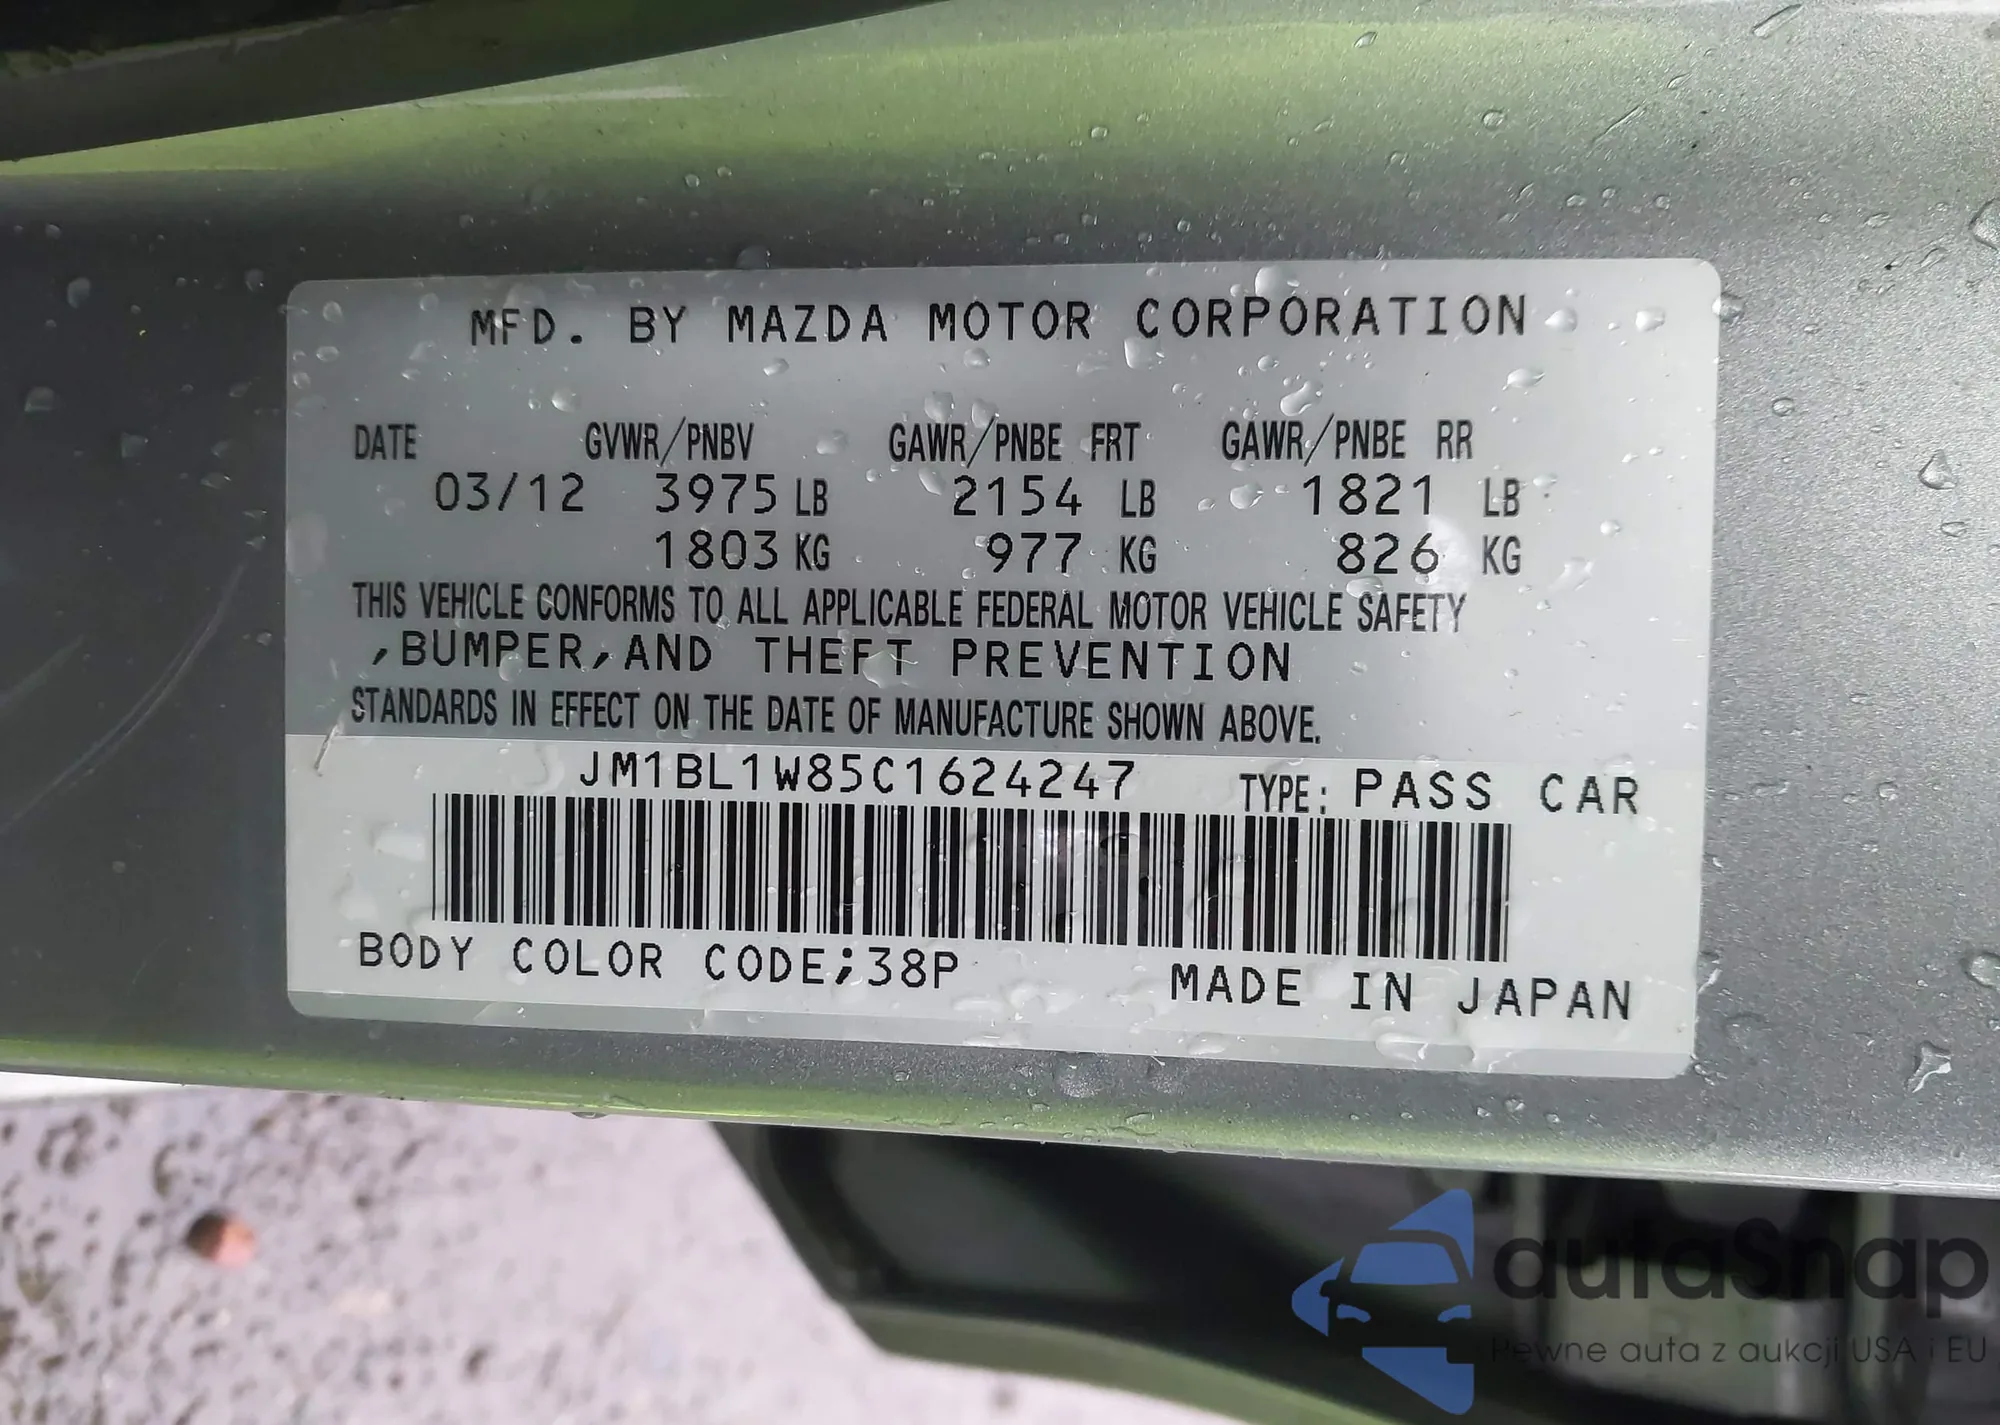 MFD. BY MAZDA MOTOR CORPORATION
DATE GVWR/PNBV GAWR/PNBE FRT GAWR/PNBE RR
03/12 3975 LB 2154 LB 1821 LB
1803 KG 977 KG 826 KG
THIS VEHICLE CONFORMS TO ALL APPLICABLE FEDERAL MOTOR VEHICLE SAFETY
,BUMPER,AND THEFT PREVENTION
STANDARDS IN EFFECT ON THE DATE OF MANUFACTURE SHOWN ABOVE.
JM1BL1W85C1624247 TYPE: PASS CAR
BODY COLOR CODE;38P MADE IN JAPAN
autaSnap
Pewne auta z aukcji USA i EU